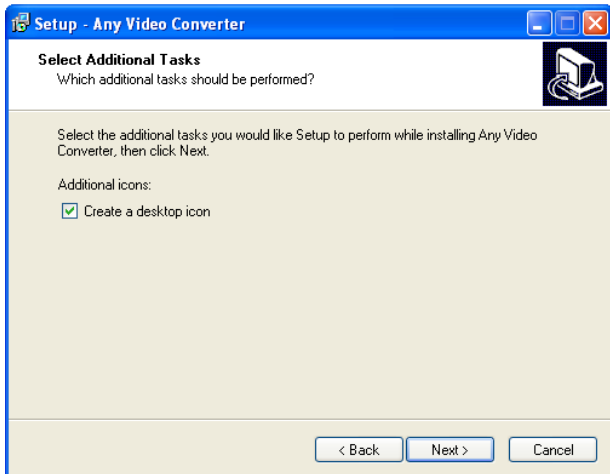 Setup - Any Video Converter
Select Additional Tasks
Which additional tasks should be performed?
Select the additional tasks you would like Setup to perform while installing Any Video
Converter, then click Next.
Additional icons:
Create a desktop icon
< Back
Next >
Cancel